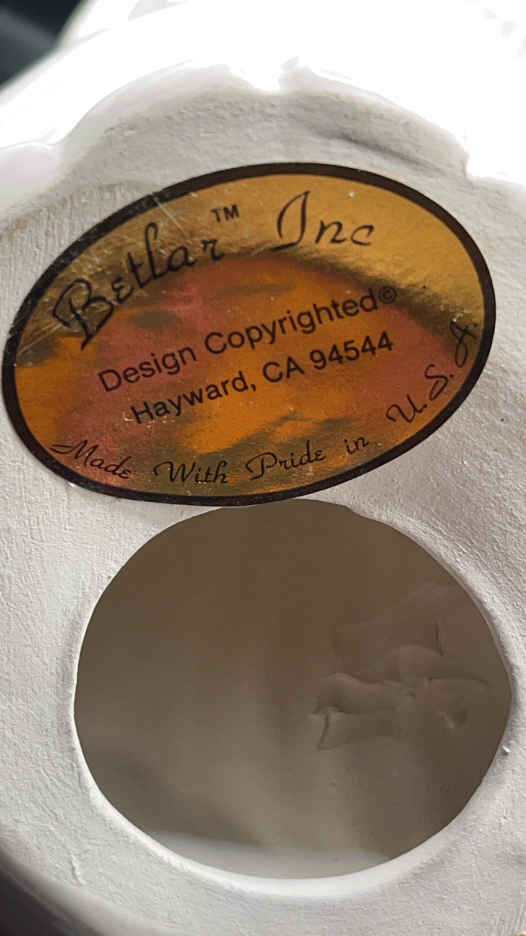 Betlar™ Inc
Design Copyrighted©
Hayward, CA 94544
Made With Pride in U.S.A.